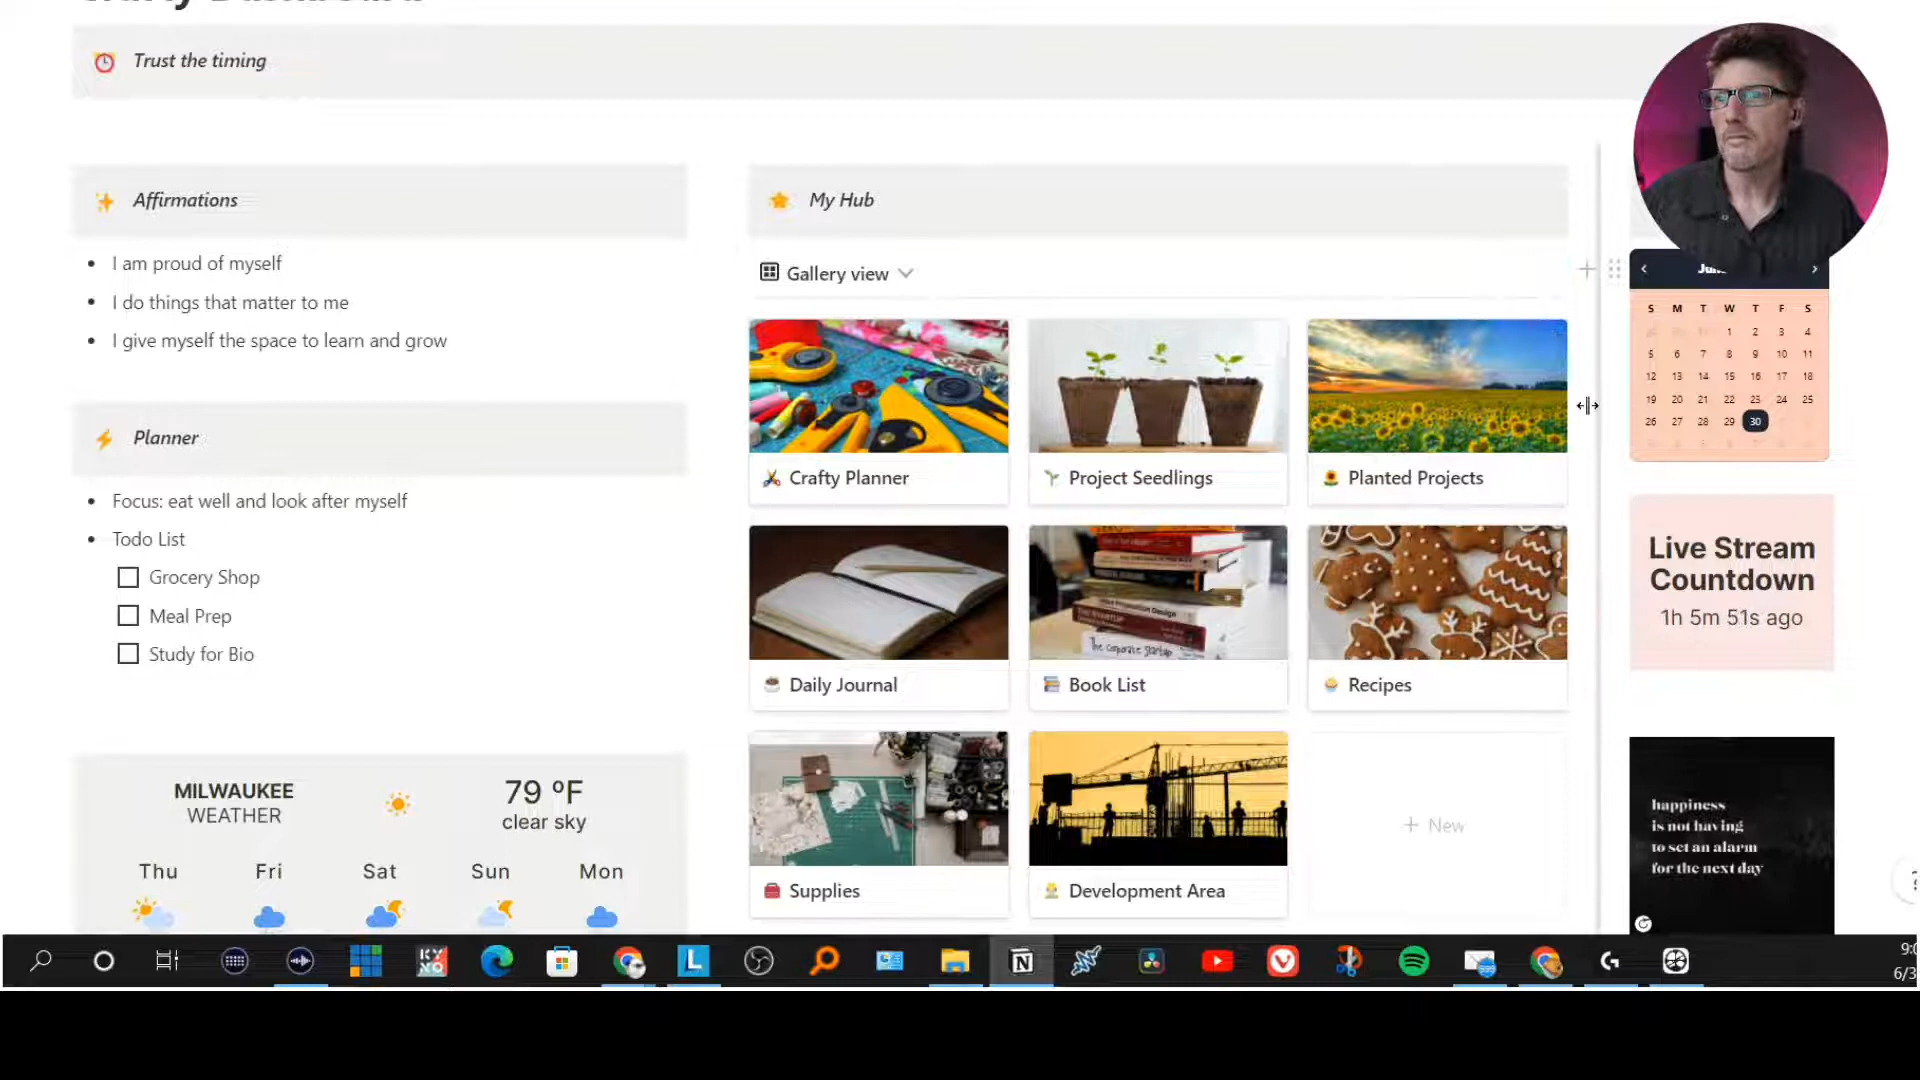 Trust the timing
Affirmations
I am proud of myself
I do things that matter to me
I give myself the space to learn and grow
Planner
Focus: eat well and look after myself
Todo List
Grocery Shop
Meal Prep
Study for Bio
MILWAUKEE
WEATHER
79 °F
clear sky
Thu Fri Sat Sun Mon
My Hub
Gallery view
Crafty Planner
Project Seedlings
Planted Projects
Daily Journal
Book List
Recipes
Supplies
Development Area
+ New
S M T W T F S
1 2 3 4
5 6 7 8 9 10 11
12 13 14 15 16 17 18
19 20 21 22 23 24 25
26 27 28 29 30
Live Stream
Countdown
1h 5m 51s ago
happiness
is not having
to set an alarm
for the next day
The corporate startup